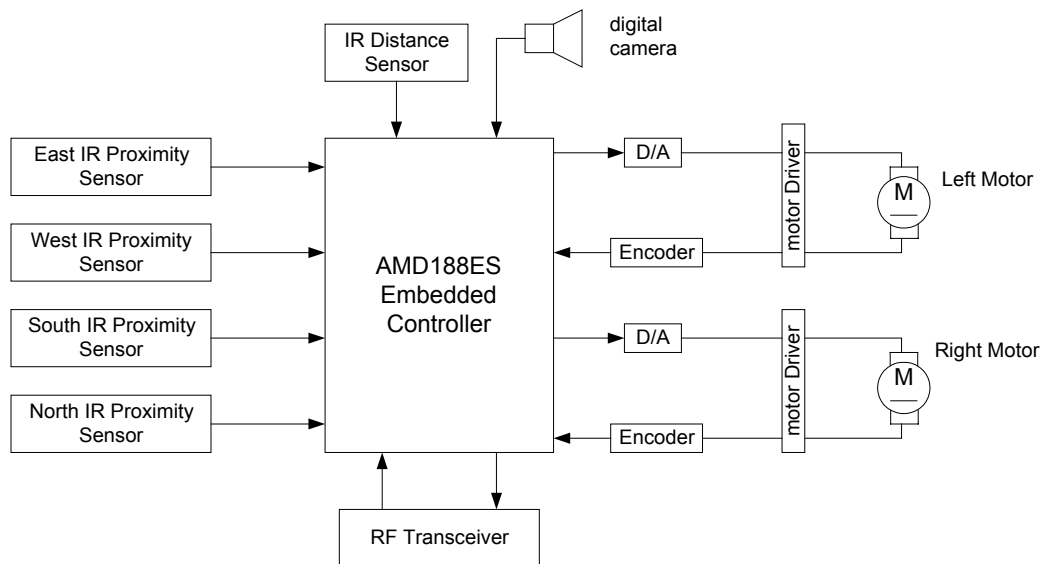 IR Distance
Sensor
digital
camera
East IR Proximity
Sensor
West IR Proximity
Sensor
South IR Proximity
Sensor
North IR Proximity
Sensor
AMD188ES
Embedded
Controller
D/A
Encoder
motor Driver
M
Left Motor
D/A
Encoder
motor Driver
M
Right Motor
RF Transceiver